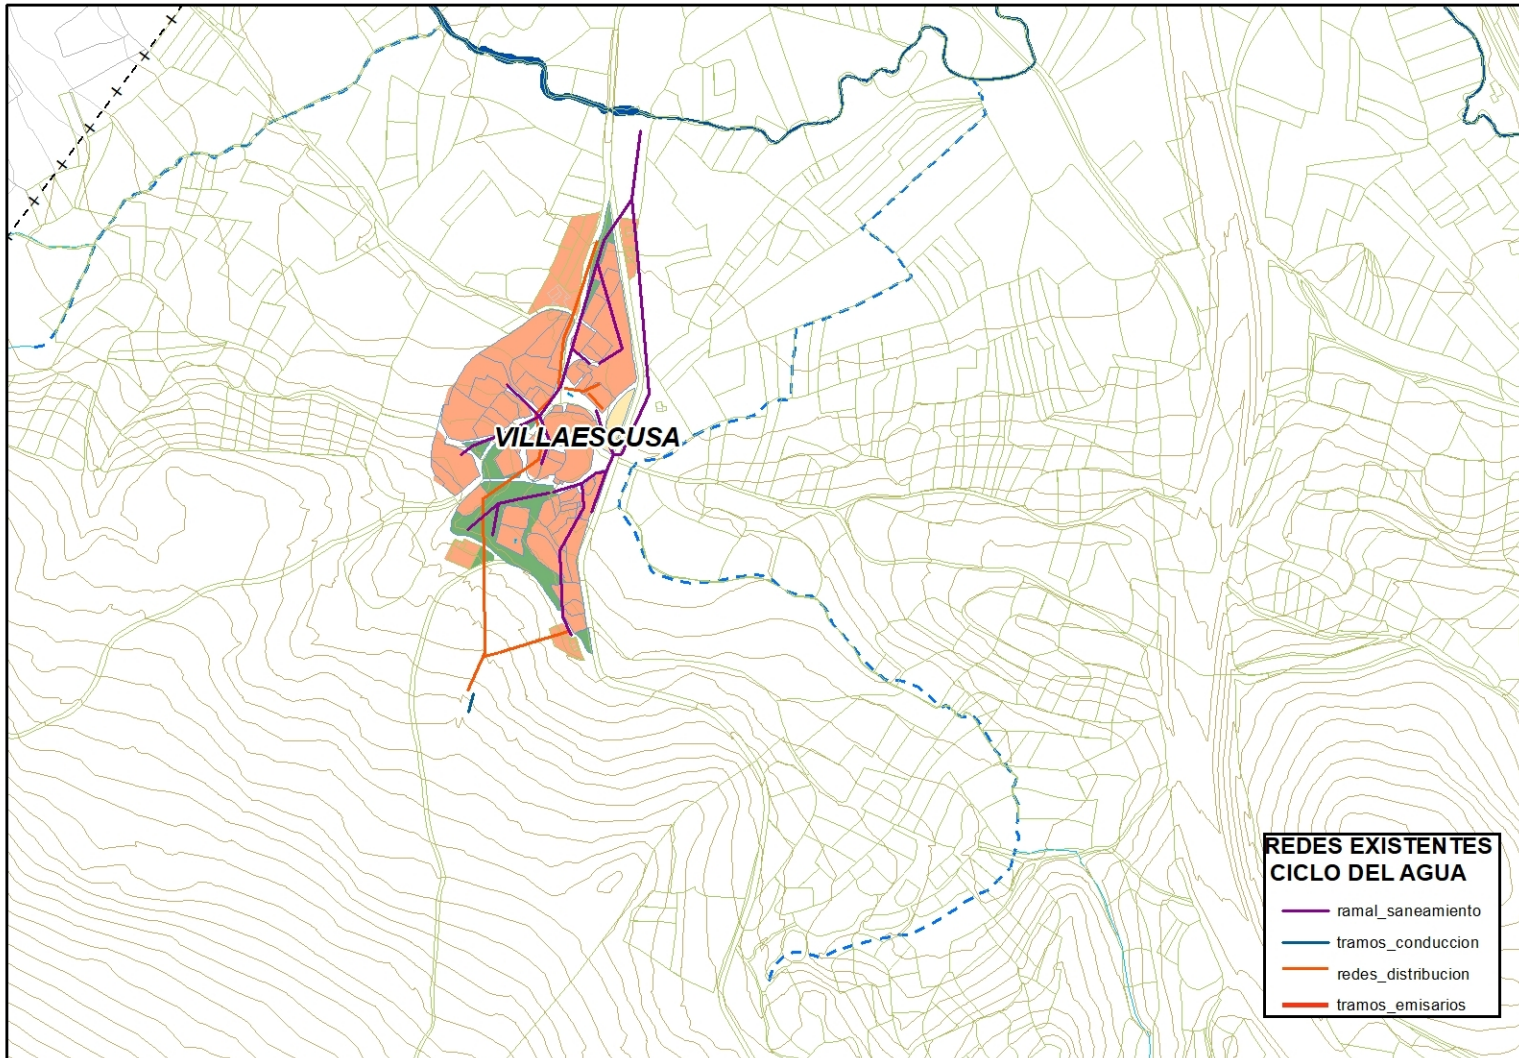 VILLAESCUSA
REDES EXISTENTES
CICLO DEL AGUA
ramal_saneamiento
tramos_conduccion
redes_distribucion
tramos_emisarios